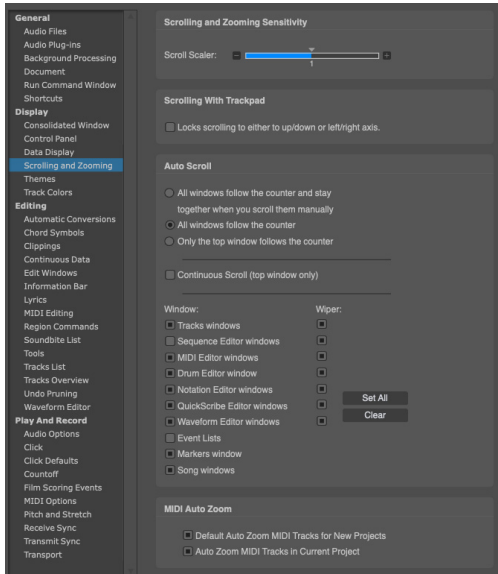 General
Audio Files
Audio Plug-ins
Background Processing
Document
Run Command Window
Shortcuts
Display
Consolidated Window
Control Panel
Data Display
Scrolling and Zooming
Themes
Track Colors
Editing
Automatic Conversions
Chord Symbols
Clippings
Continuous Data
Edit Windows
Information Bar
Lyrics
MIDI Editing
Region Commands
Soundbite List
Tools
Tracks List
Tracks Overview
Undo Pruning
Waveform Editor
Play And Record
Audio Options
Click
Click Defaults
Countoff
Film Scoring Events
MIDI Options
Pitch and Stretch
Receive Sync
Transmit Sync
Transport
Scrolling and Zooming Sensitivity
Scroll Scaler:
1
Scrolling With Trackpad
Locks scrolling to either to up/down or left/right axis.
Auto Scroll
All windows follow the counter and stay
together when you scroll them manually
All windows follow the counter
Only the top window follows the counter
Continuous Scroll (top window only)
Window: Wiper:
Tracks windows
Sequence Editor windows
MIDI Editor windows
Drum Editor window
Notation Editor windows
QuickScribe Editor windows
Waveform Editor windows
Event Lists
Markers window
Song windows
Set All
Clear
MIDI Auto Zoom
Default Auto Zoom MIDI Tracks for New Projects
Auto Zoom MIDI Tracks in Current Project